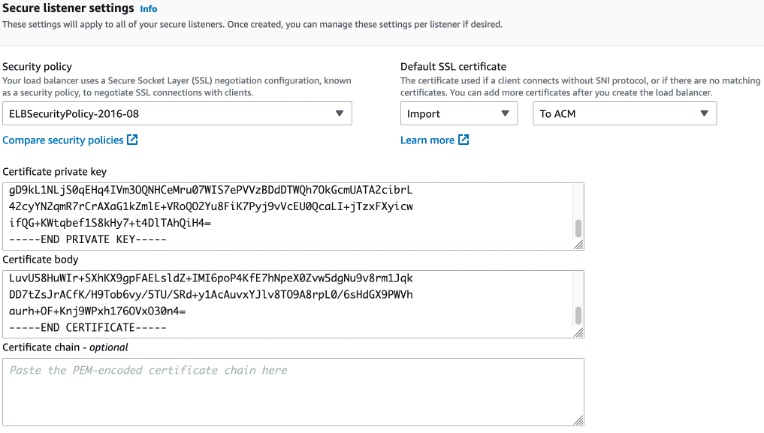 Secure listener settings Info
These settings will apply to all of your secure listeners. Once created, you can manage these settings per listener if desired.
Security policy
Your load balancer uses a Secure Socket Layer (SSL) negotiation configuration, known
as a security policy, to negotiate SSL connections with clients.
ELBSecurityPolicy-2016-08
Compare security policies
Default SSL certificate
The certificate used if a client connects without SNI protocol, or if there are no matching
certificates. You can add more certificates after you create the load balancer.
Import
To ACM
Learn more
Certificate private key
gD9kL1NLjS0qEHq4IVm3OQNHCeMru07WIS7ePVVzBDdDTWQh7OkGcmUATA2cibrL
42cyYN2qmR7rCrAXaG1kZmlE+VRoQO2Yu8FiK7Pyj9vVcEU0QcaLI+jTzxFXyicw
ifQG+KWtqbef1S8kHy7+t4DlTAhQiH4=
-----END PRIVATE KEY-----
Certificate body
LuvU58HuWIr+SXhKX9gpFAELsldZ+IMI6poP4KfE7hNpeX0Zvw5dgNu9v8rm1Jqk
DD7tZsJrACfK/H9Tob6vy/5TU/SRd+y1AcAuvxYJlv8TO9A8rpL0/6sHdGX9PWVh
aurh+OF+Knj9WPxh176OVxO30n4=
-----END CERTIFICATE-----
Certificate chain - optional
Paste the PEM-encoded certificate chain here